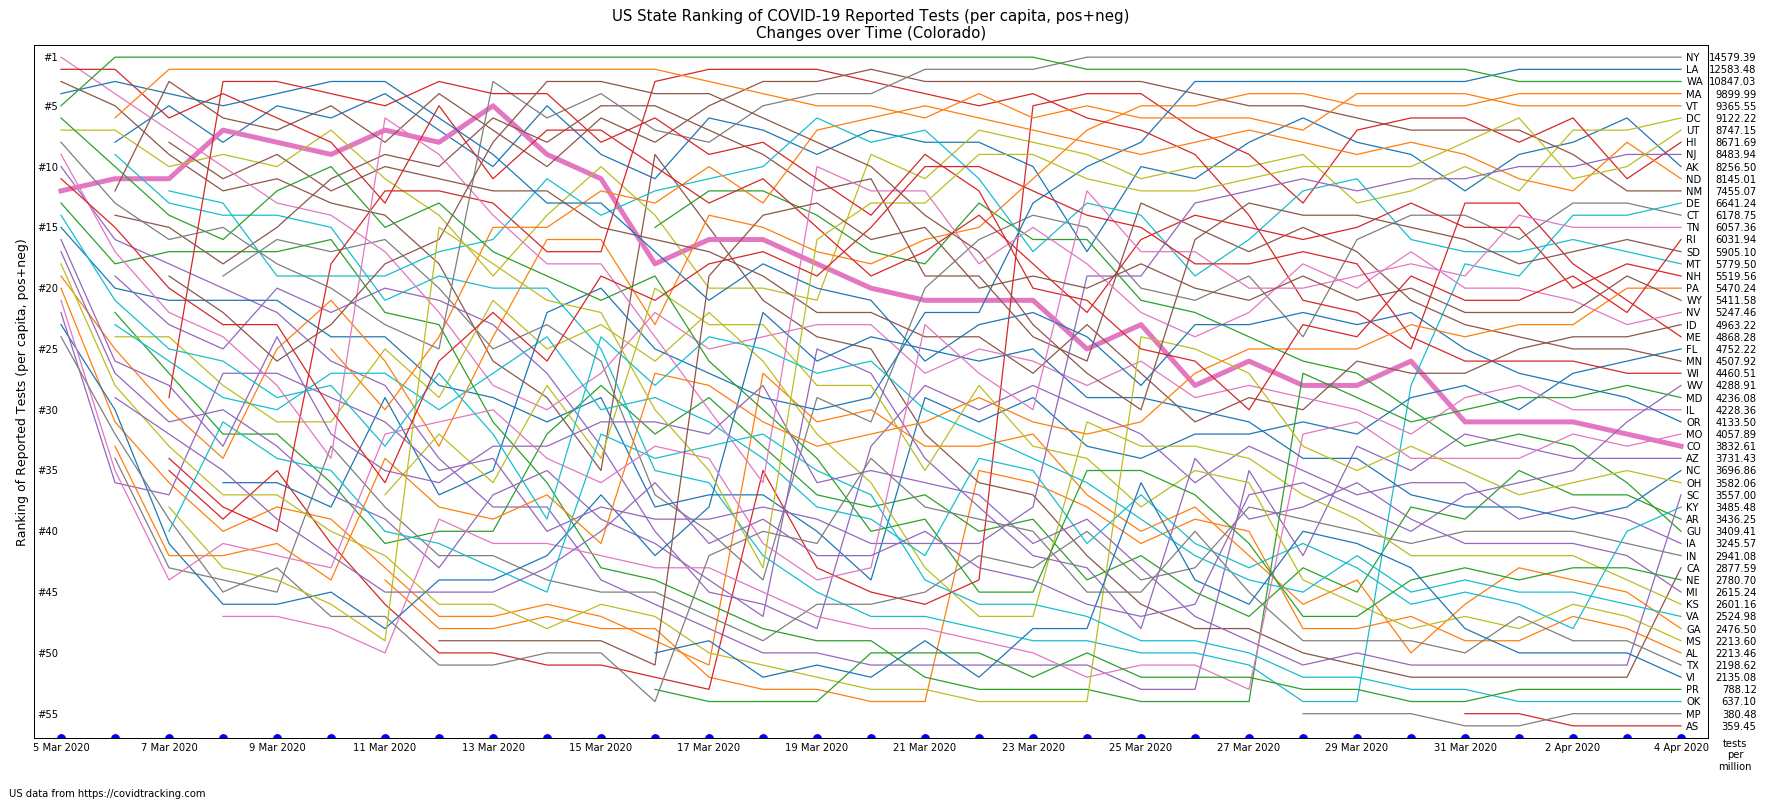 US State Ranking of COVID-19 Reported Tests (per capita, pos+neg)
Changes over Time (Colorado)
Ranking of Reported Tests (per capita, pos+neg)
#1
#5
#10
#15
#20
#25
#30
#35
#40
#45
#50
#55
NY 14579.39
LA 12583.48
WA 10847.03
MA 9899.99
VT 9365.55
DC 9122.22
UT 8747.15
HI 8671.69
NJ 8483.94
AK 8256.50
ND 8145.01
NM 7455.07
DE 6641.24
CT 6178.75
TN 6057.36
RI 6031.94
SD 5905.10
MT 5779.50
NH 5519.56
PA 5470.24
WY 5411.58
NV 5247.46
ID 4963.22
ME 4868.28
FL 4752.22
MN 4507.92
WI 4460.51
WV 4288.91
MD 4236.08
IL 4228.36
OR 4133.50
MO 4057.89
CO 3832.61
AZ 3731.43
NC 3696.86
OH 3582.06
SC 3557.00
KY 3485.48
AR 3436.25
GU 3409.41
IA 3245.57
IN 2941.08
CA 2877.59
NE 2780.70
MI 2615.24
KS 2601.16
VA 2524.98
GA 2476.50
MS 2213.60
AL 2213.46
TX 2198.62
VI 2135.08
PR 788.12
OK 637.10
MP 380.48
AS 359.45
5 Mar 2020 7 Mar 2020 9 Mar 2020 11 Mar 2020 13 Mar 2020 15 Mar 2020 17 Mar 2020 19 Mar 2020 21 Mar 2020 23 Mar 2020 25 Mar 2020 27 Mar 2020 29 Mar 2020 31 Mar 2020 2 Apr 2020 4 Apr 2020
tests
per
million
US data from https://covidtracking.com